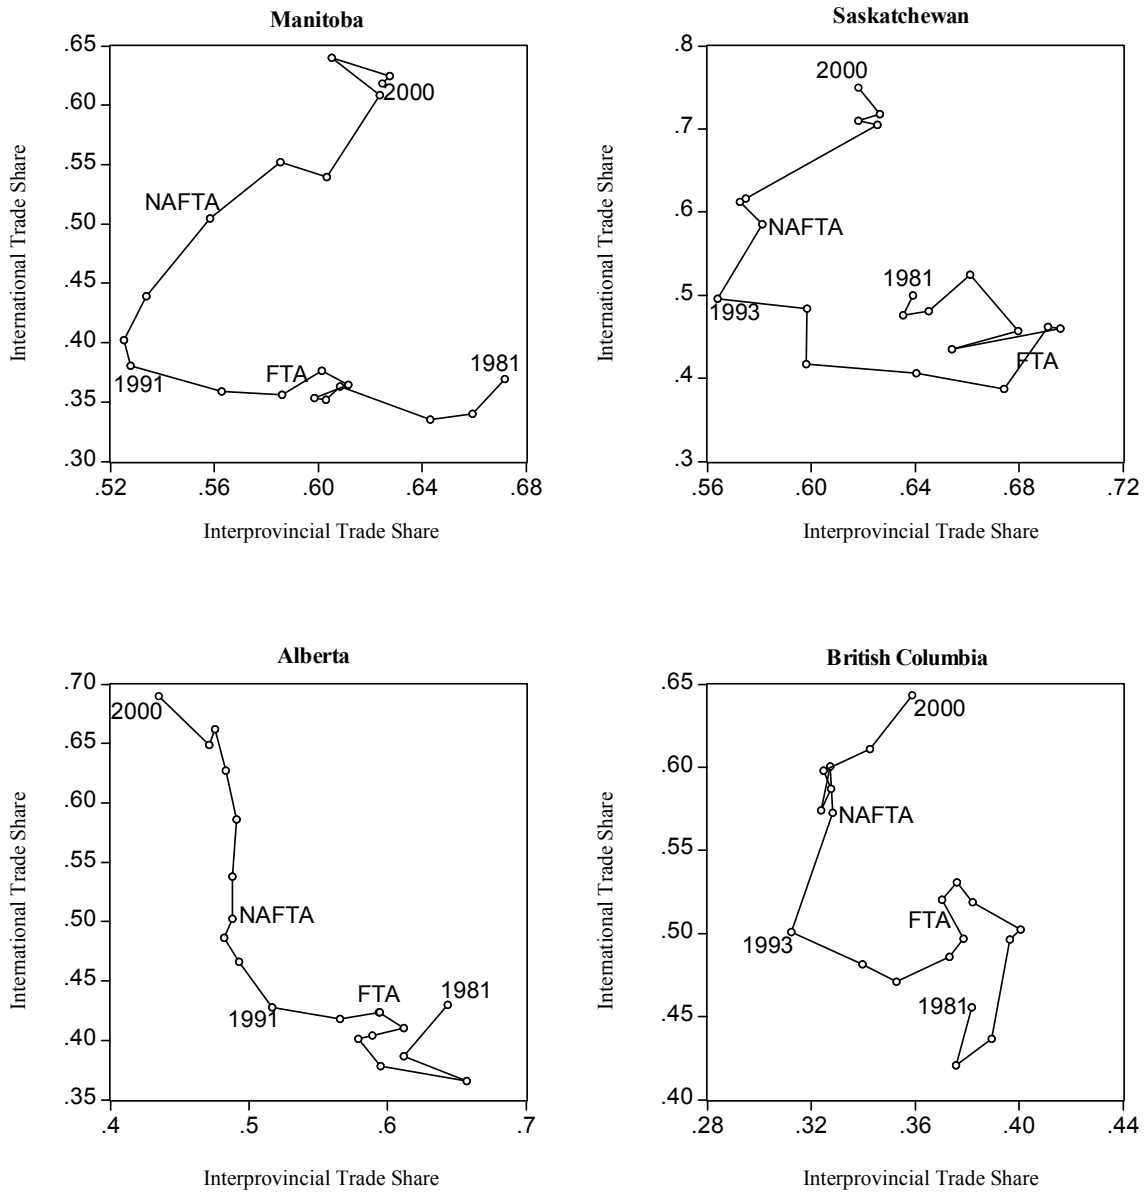 Manitoba
.65
.60
.55
.50
.45
.40
.35
.30
International Trade Share
2000
NAFTA
1991
FTA
1981
.52 .56 .60 .64 .68
Interprovincial Trade Share
Saskatchewan
.8
.7
.6
.5
.4
.3
International Trade Share
2000
NAFTA
1981
1993
FTA
.56 .60 .64 .68 .72
Interprovincial Trade Share
Alberta
.70
.65
.60
.55
.50
.45
.40
.35
International Trade Share
2000
NAFTA
1981
FTA
1991
.4 .5 .6 .7
Interprovincial Trade Share
British Columbia
.65
.60
.55
.50
.45
.40
International Trade Share
2000
NAFTA
FTA
1993
1981
.28 .32 .36 .40 .44
Interprovincial Trade Share